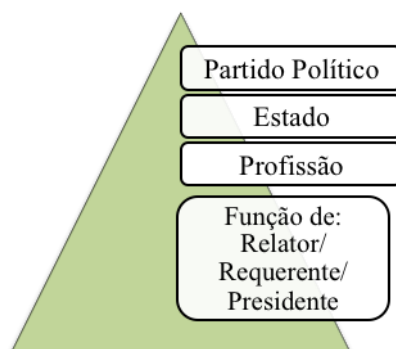 Partido Político
Estado
Profissão
Função de:
Relator/
Requerente/
Presidente